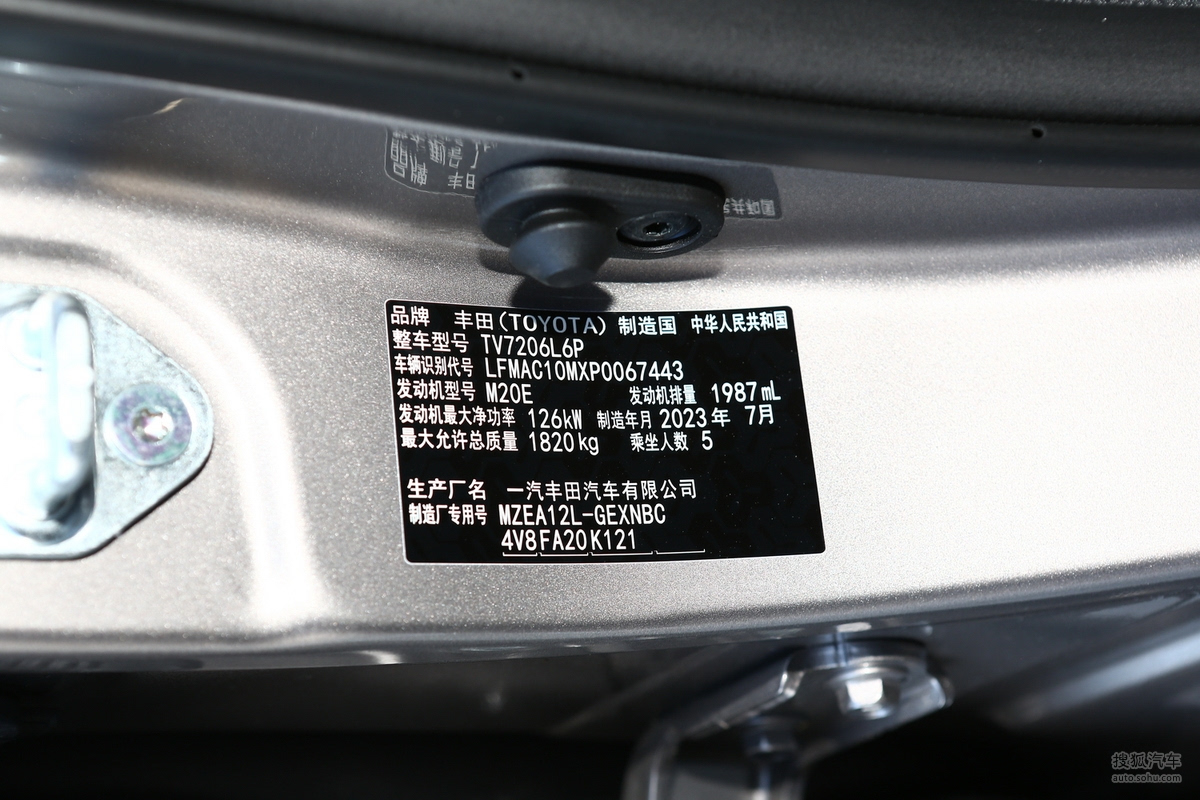 品牌 丰田(TOYOTA) 制造国 中华人民共和国
整车型号 TV7206L6P
车辆识别代号 LFMAC10MXP0067443
发动机型号 M20E 发动机排量 1987mL
发动机最大净功率 126kW 制造年月 2023年 7月
最大允许总质量 1820kg 乘坐人数 5
生产厂名 一汽丰田汽车有限公司
制造厂专用号 MZEA12L-GEXNBC
4V8FA20K121
搜狐汽车
auto.sohu.com